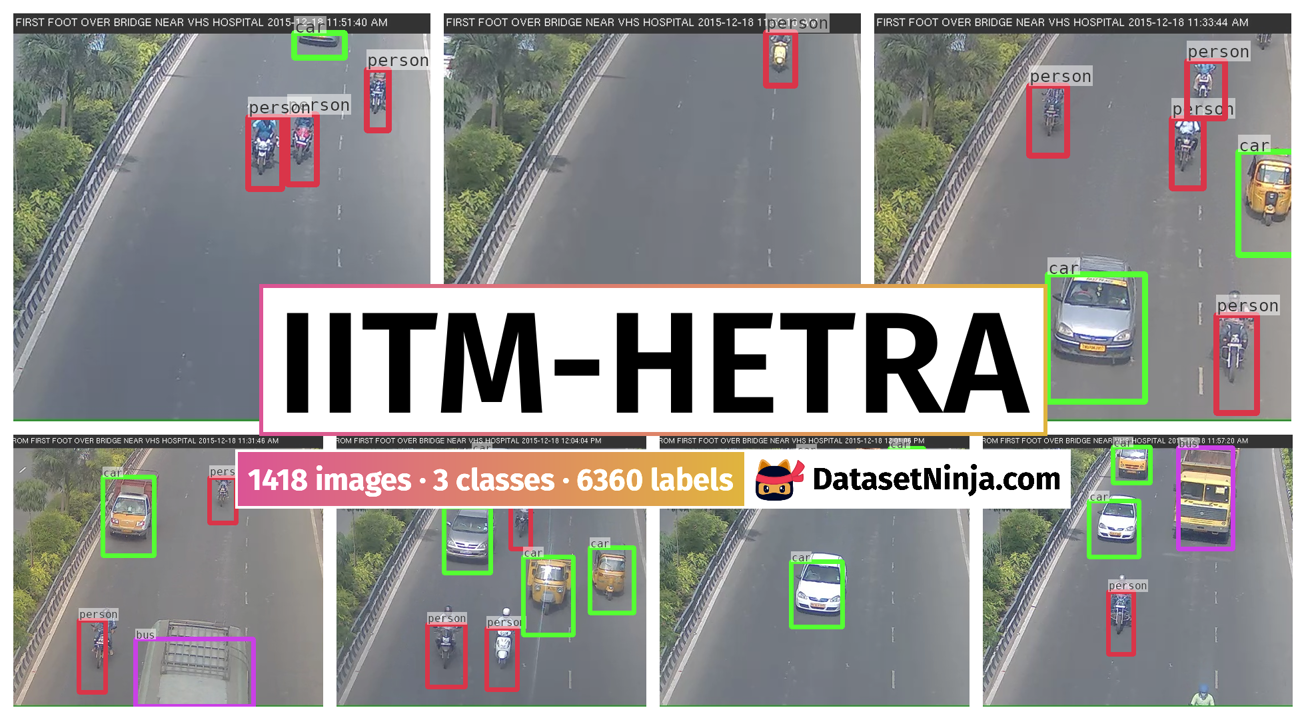 FIRST FOOT OVER BRIDGE NEAR VHS HOSPITAL 2015-12-18 11:51:40 AM
car
person
person
person
FIRST FOOT OVER BRIDGE NEAR VHS HOSPITAL 2015-12-18
person
FIRST FOOT OVER BRIDGE NEAR VHS HOSPITAL 2015-12-18 11:33:44 AM
person
person
person
car
car
person
IITM-HETRA
ROM FIRST FOOT OVER BRIDGE NEAR VHS HOSPITAL 2015-12-18 11:31:46 AM
car
person
person
bus
ROM FIRST FOOT OVER BRIDGE NEAR VHS HOSPITAL 2015-12-18 12:04:04 PM
car
car
car
person
person
ROM FIRST FOOT OVER BRIDGE NEAR VHS HOSPITAL 2015-12-18
car
ROM FIRST FOOT OVER BRIDGE NEAR VHS HOSPITAL 2015-12-18 11:57:20 AM
car
bus
car
person
1418 images · 3 classes · 6360 labels
DatasetNinja.com